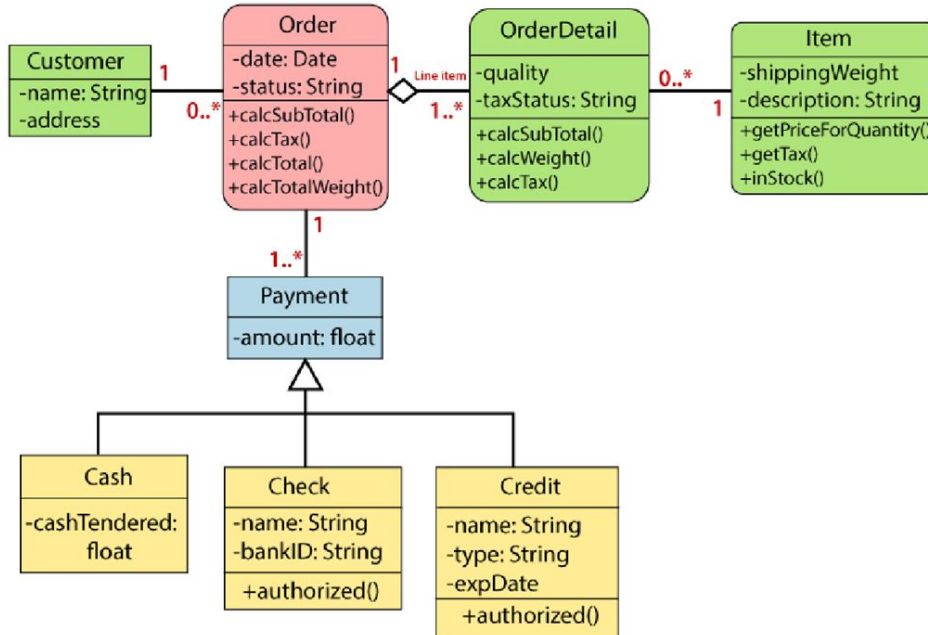 Customer
-name: String
-address
1
0..*
Order
-date: Date
-status: String
+calcSubTotal()
+calcTax()
+calcTotal()
+calcTotalWeight()
1
Line item
1..*
OrderDetail
-quality
-taxStatus: String
+calcSubTotal()
+calcWeight()
+calcTax()
0..*
1
Item
-shippingWeight
-description: String
+getPriceForQuantity()
+getTax()
+inStock()
1
1..*
Payment
-amount: float
Cash
-cashTendered:
float
Check
-name: String
-bankID: String
+authorized()
Credit
-name: String
-type: String
-expDate
+authorized()